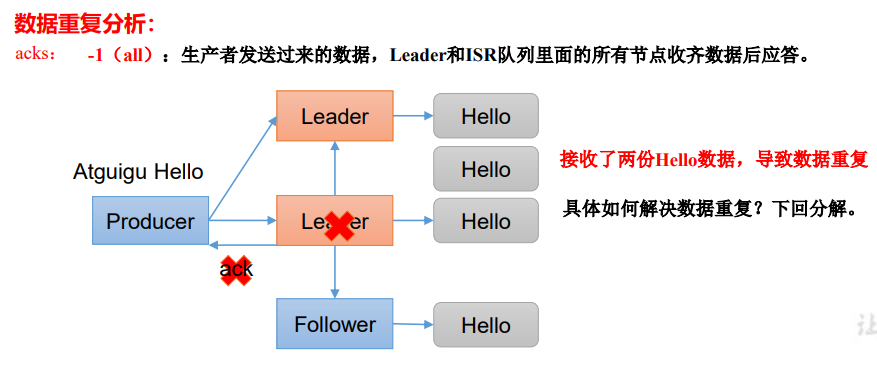 数据重复分析：
acks： -1（all）：生产者发送过来的数据，Leader和ISR队列里面的所有节点收齐数据后应答。
Leader
Hello
Hello
接收了两份Hello数据，导致数据重复
Atguigu Hello
Producer
Leader
Hello
具体如何解决数据重复？下回分解。
ack
Follower
Hello
让